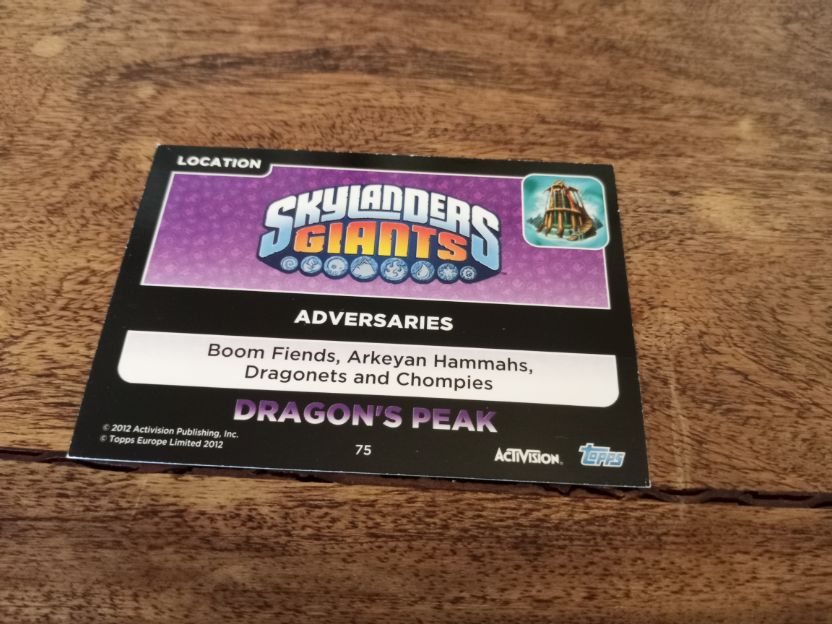 LOCATION
SKYLANDERS
GIANTS
ADVERSARIES
Boom Fiends, Arkeyan Hammahs,
Dragonets and Chompies
DRAGON'S PEAK
© 2012 Activision Publishing, Inc.
© Topps Europe Limited 2012
75
ACTIVISION
topps